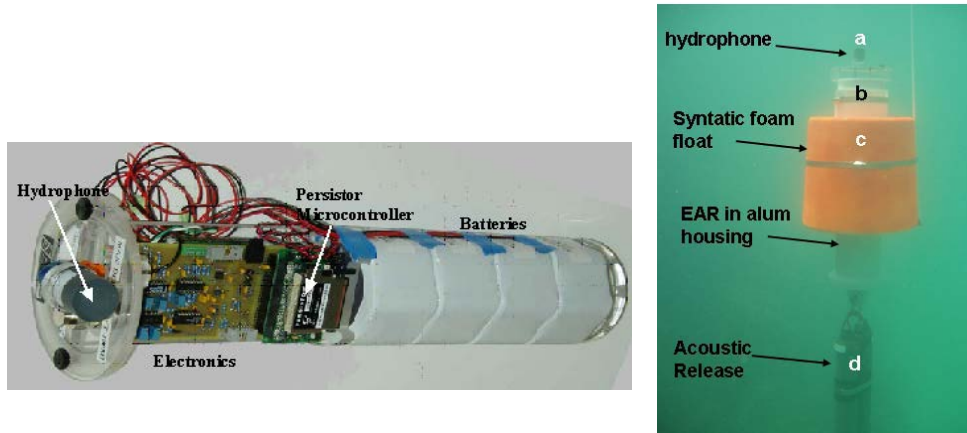 Hydrophone
Persistor
Microcontroller
Batteries
Electronics
a
hydrophone
b
Syntatic foam
float
c
EAR in alum
housing
Acoustic
Release
d